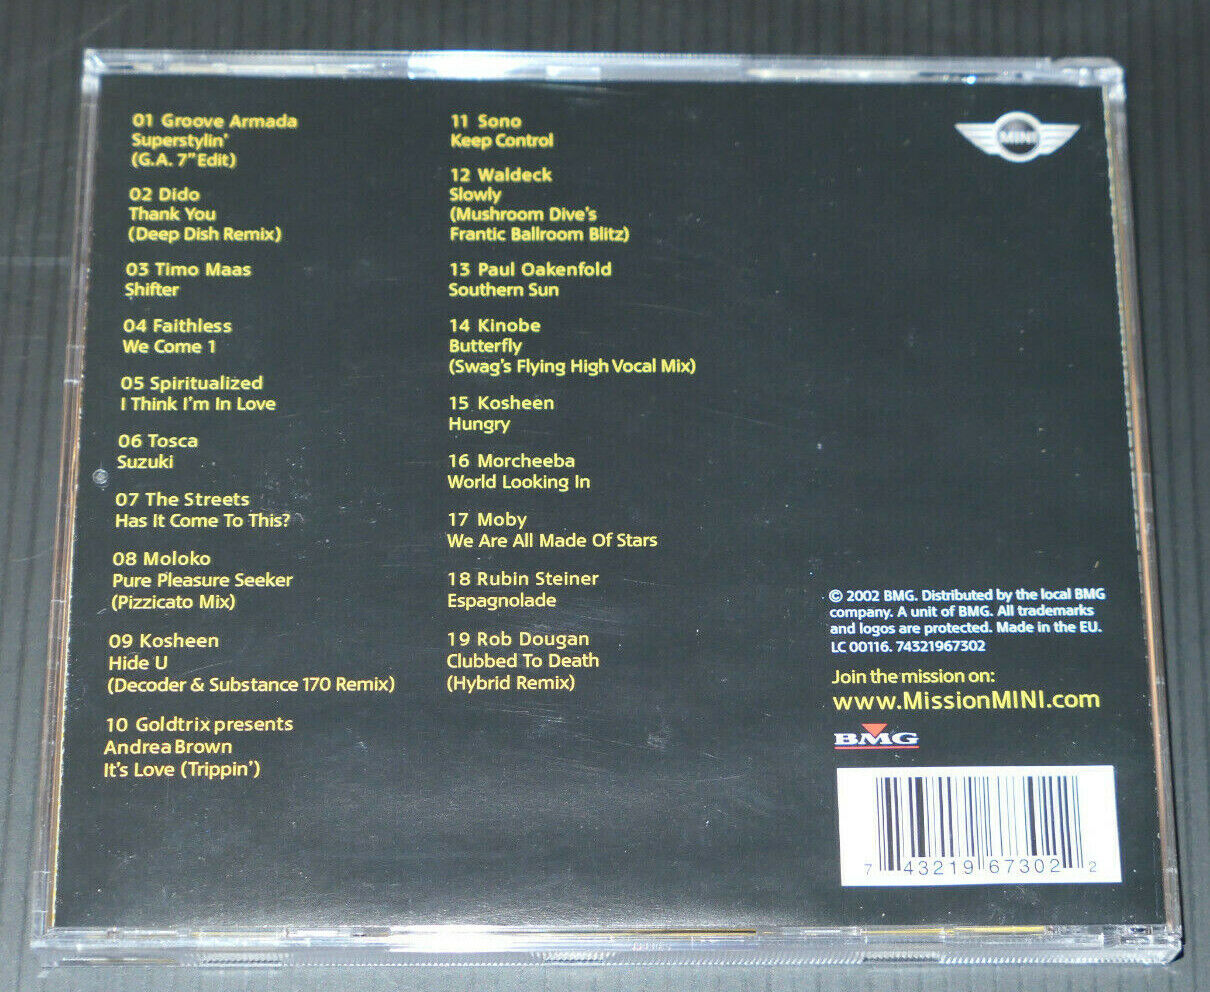 01 Groove Armada
Superstylin'
(G.A. 7" Edit)
02 Dido
Thank You
(Deep Dish Remix)
03 Timo Maas
Shifter
04 Faithless
We Come 1
05 Spiritualized
I Think I'm In Love
06 Tosca
Suzuki
07 The Streets
Has It Come To This?
08 Moloko
Pure Pleasure Seeker
(Pizzicato Mix)
09 Kosheen
Hide U
(Decoder & Substance 170 Remix)
10 Goldtrix presents
Andrea Brown
It's Love (Trippin')
11 Sono
Keep Control
12 Waldeck
Slowly
(Mushroom Dive's
Frantic Ballroom Blitz)
13 Paul Oakenfold
Southern Sun
14 Kinobe
Butterfly
(Swag's Flying High Vocal Mix)
15 Kosheen
Hungry
16 Morcheeba
World Looking In
17 Moby
We Are All Made Of Stars
18 Rubin Steiner
Espagnolade
19 Rob Dougan
Clubbed To Death
(Hybrid Remix)
MINI
© 2002 BMG. Distributed by the local BMG
company. A unit of BMG. All trademarks
and logos are protected. Made in the EU.
LC 00116. 74321967302
Join the mission on:
www.MissionMINI.com
BMG
7 43219 67302 2